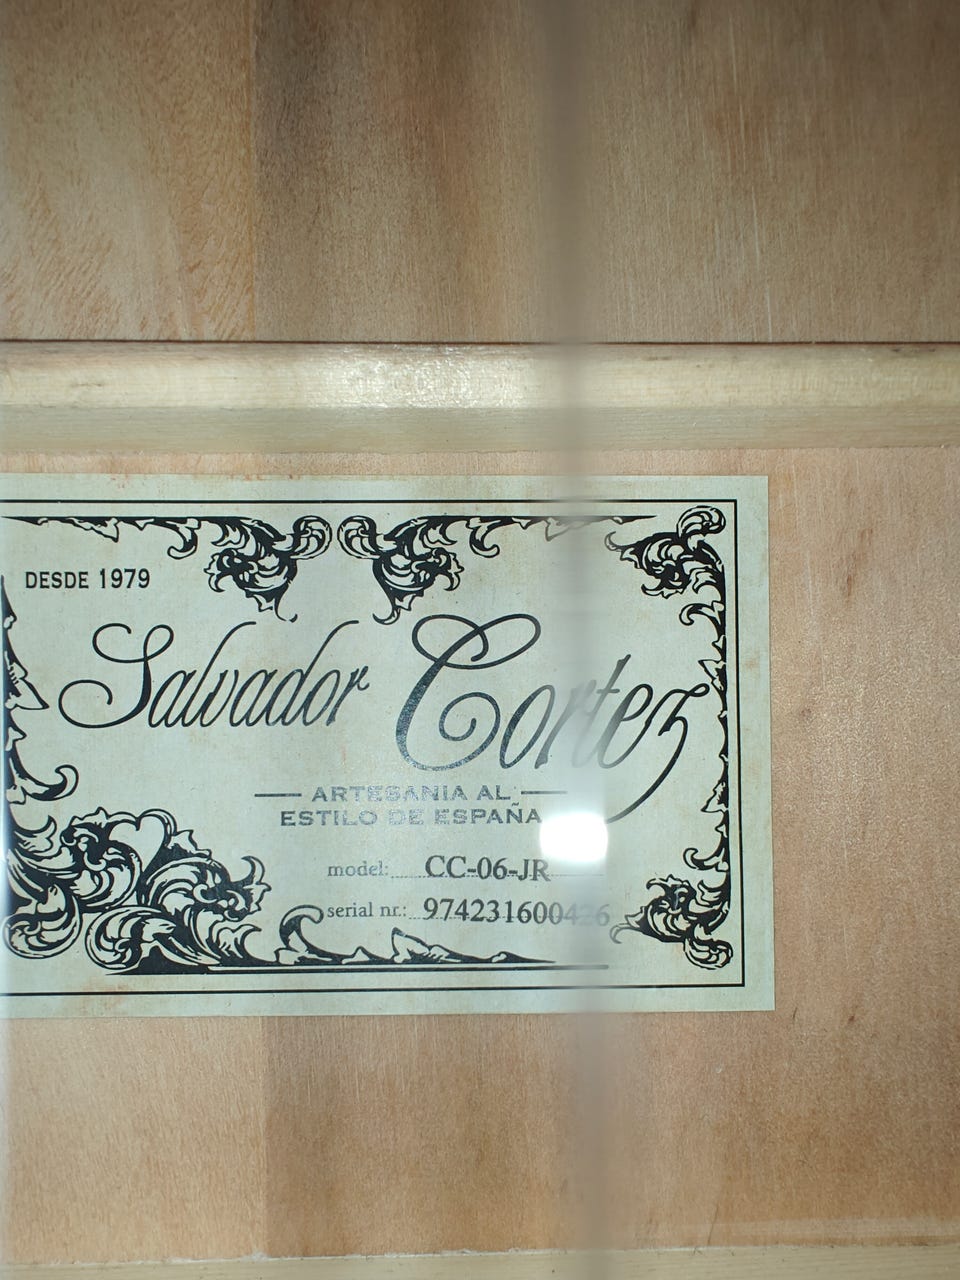 DESDE 1979
Salvador Cortez
ARTESANIA AL
ESTILO DE ESPAÑA
model: CC-06-JR
serial nr.: 974231600426